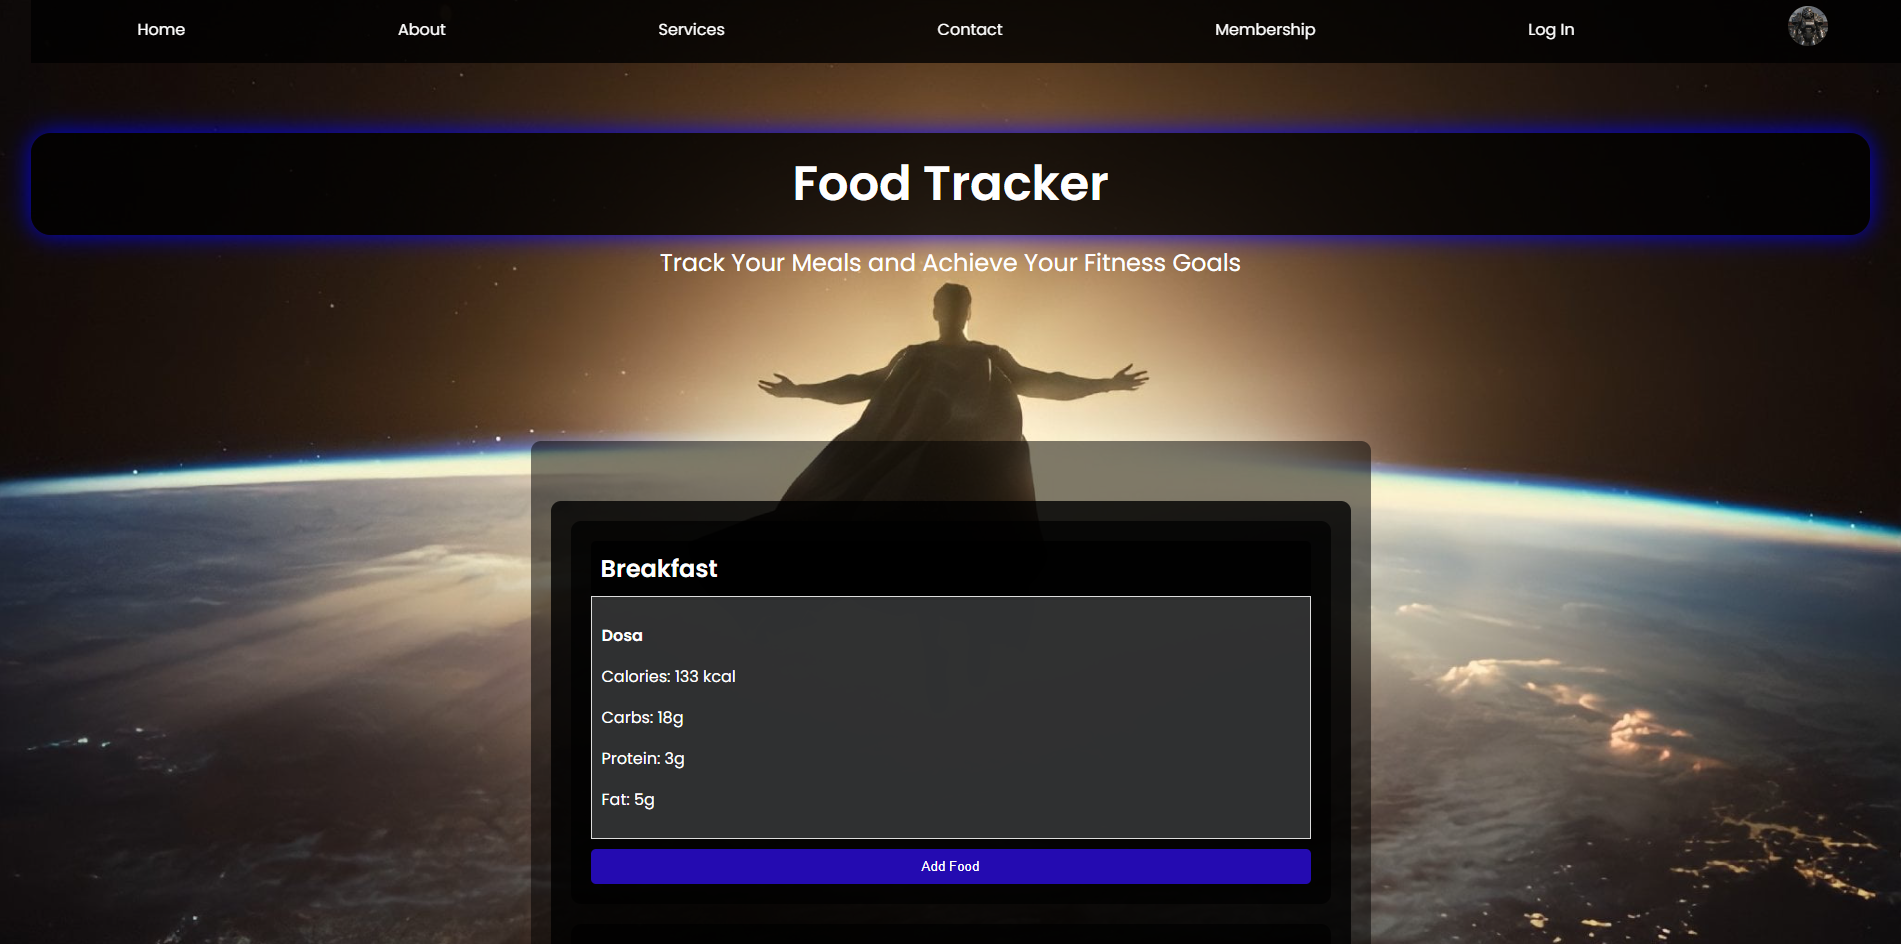 Home About Services Contact Membership Log In
Food Tracker
Track Your Meals and Achieve Your Fitness Goals
Breakfast
Dosa
Calories: 133 kcal
Carbs: 18g
Protein: 3g
Fat: 5g
Add Food